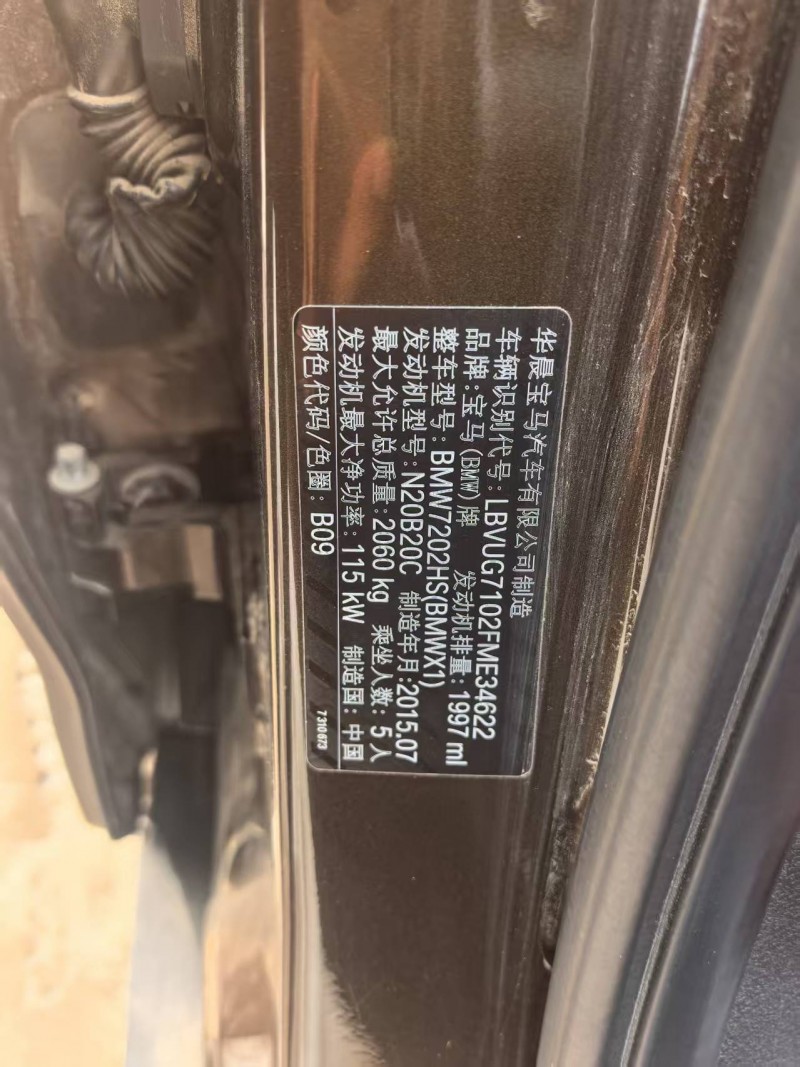 华晨宝马汽车有限公司制造
车辆识别代号: LBVUG7102FME34622
品牌: 宝马(BMW)牌 发动机排量: 1997 ml
整车型号: BMW7202HS(BMWX1)
发动机型号: N20B20C 制造年月: 2015.07
最大允许总质量: 2060 kg 乘坐人数: 5 人
发动机最大净功率: 115 kW 制造国: 中国
颜色代码/色圈: B09
7310673